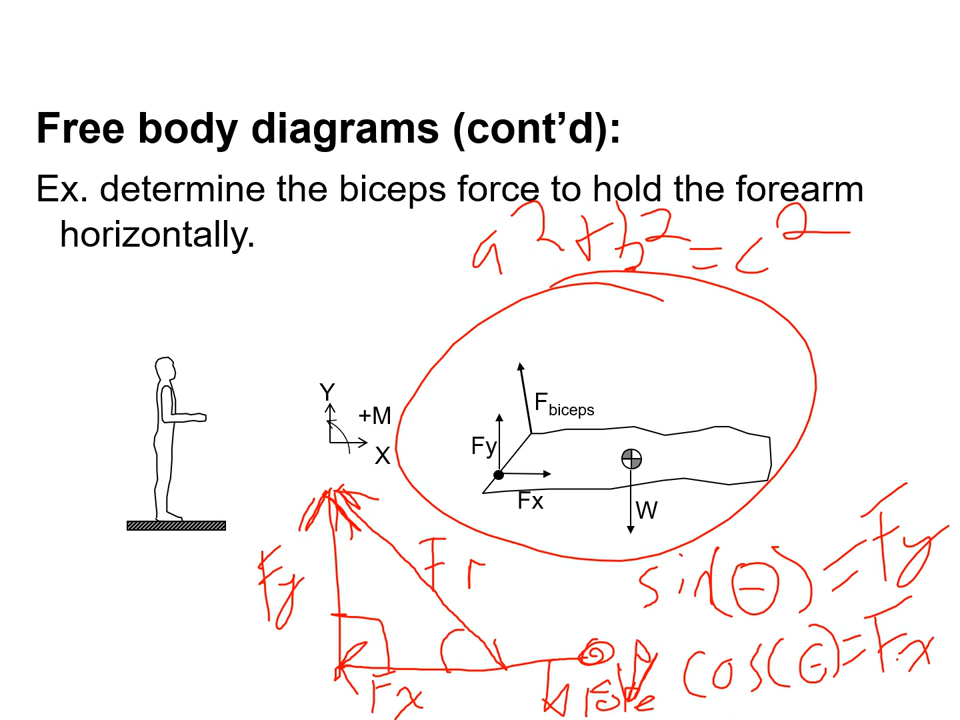 Free body diagrams (cont’d):
Ex. determine the biceps force to hold the forearm
horizontally.
a²+b²=c²
Y
+M
X
Fbiceps
Fy
Fx
W
Fy
Fr
Fx
sin(θ)=Fy
cos(θ)=Fx